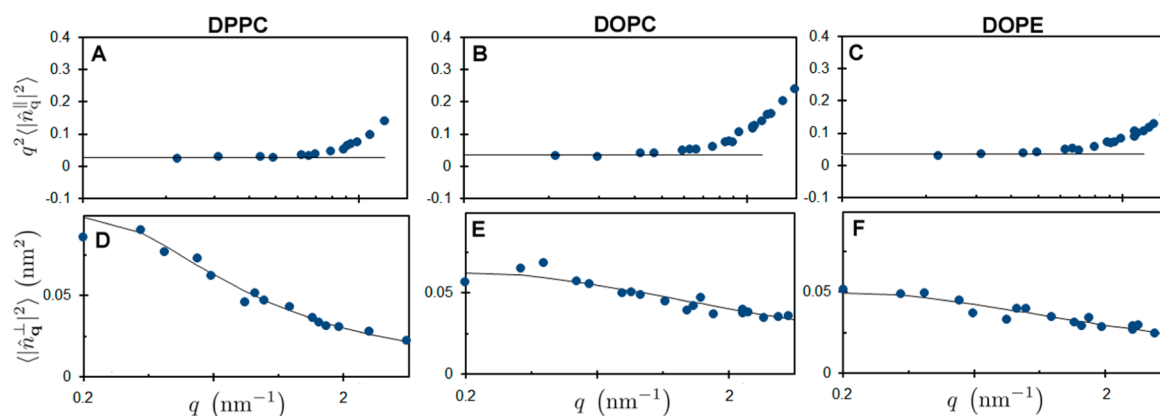 DPPC DOPC DOPE
A B C
q²⟨|n̂_q^∥|²⟩
0.4 0.4 0.4
0.3 0.3 0.3
0.2 0.2 0.2
0.1 0.1 0.1
0 0 0
-0.1 -0.1 -0.1
D E F
⟨|n̂_q^⊥|²⟩ (nm²)
0.05 0.05 0.05
0 0 0
0.2 2 0.2 2 0.2 2
q (nm⁻¹) q (nm⁻¹) q (nm⁻¹)